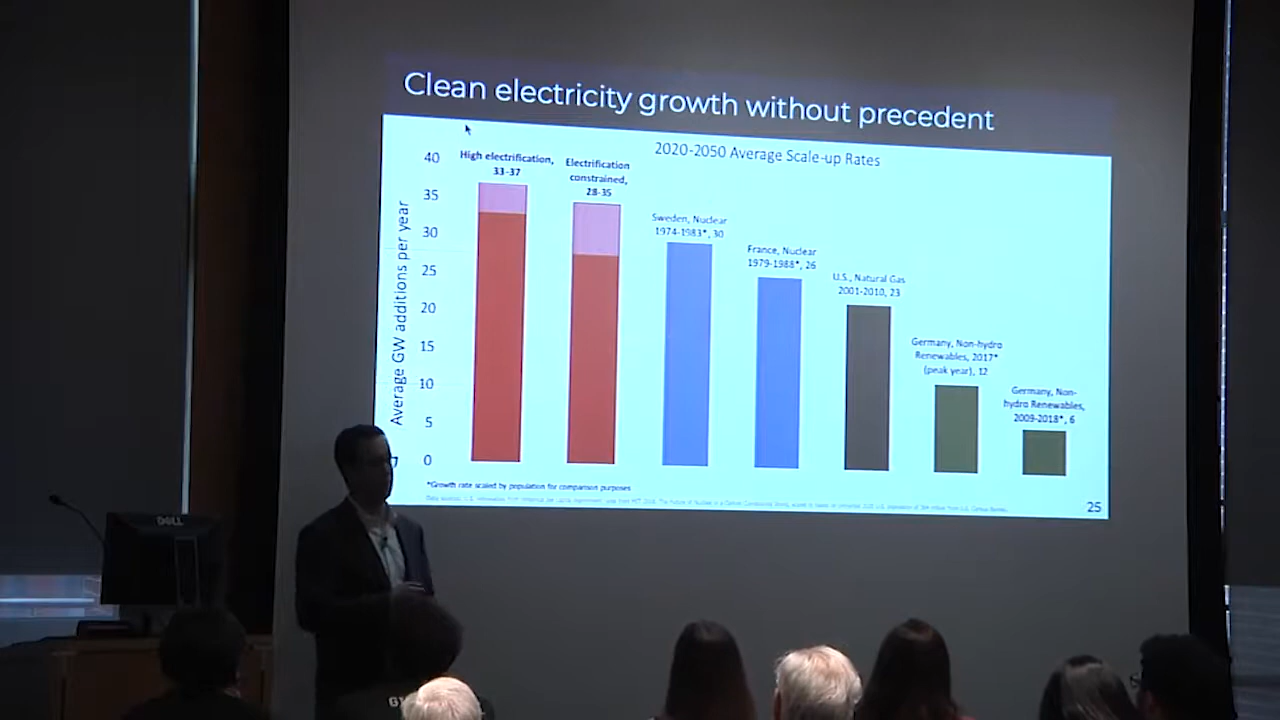 Clean electricity growth without precedent
2020-2050 Average Scale-up Rates
Average GW additions per year
40
35
30
25
20
15
10
5
0
High electrification,
33-37
Electrification
constrained,
28-35
Sweden, Nuclear
1974-1983*, 30
France, Nuclear
1979-1988*, 26
U.S., Natural Gas
2001-2010, 23
Germany, Non-hydro
Renewables, 2017*
(peak year), 12
Germany, Non-
hydro Renewables,
2009-2018*, 6
*Growth rate scaled by population for comparison purposes
25
DELL